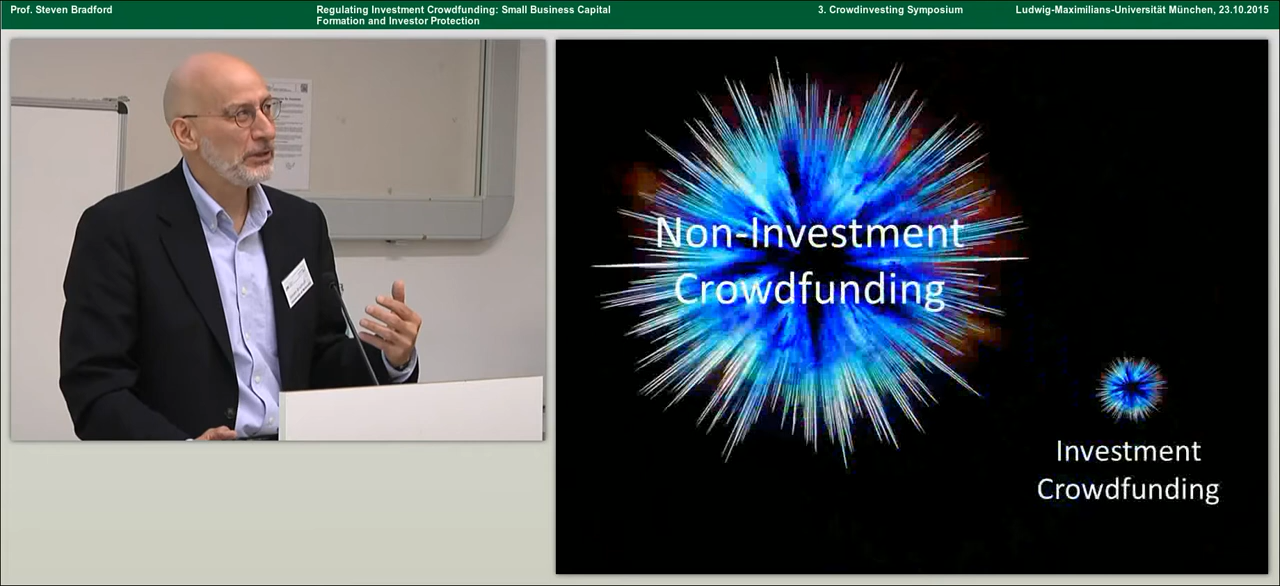 Prof. Steven Bradford
Regulating Investment Crowdfunding: Small Business Capital
Formation and Investor Protection
3. Crowdinvesting Symposium
Ludwig-Maximilians-Universität München, 23.10.2015
Non-Investment
Crowdfunding
Investment
Crowdfunding